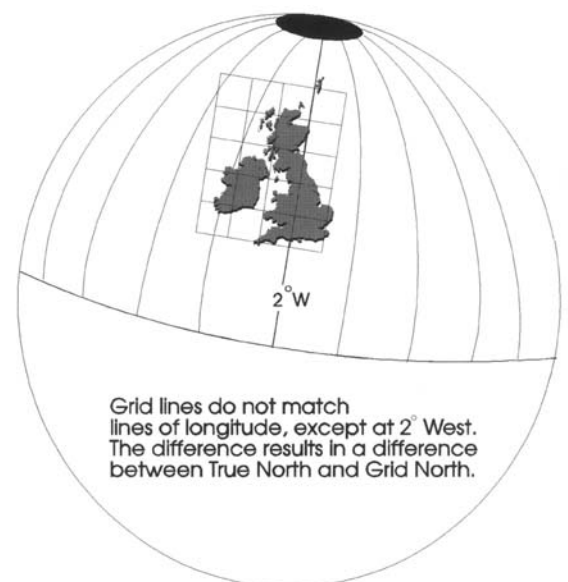 2°W
Grid lines do not match
lines of longitude, except at 2° West.
The difference results in a difference
between True North and Grid North.